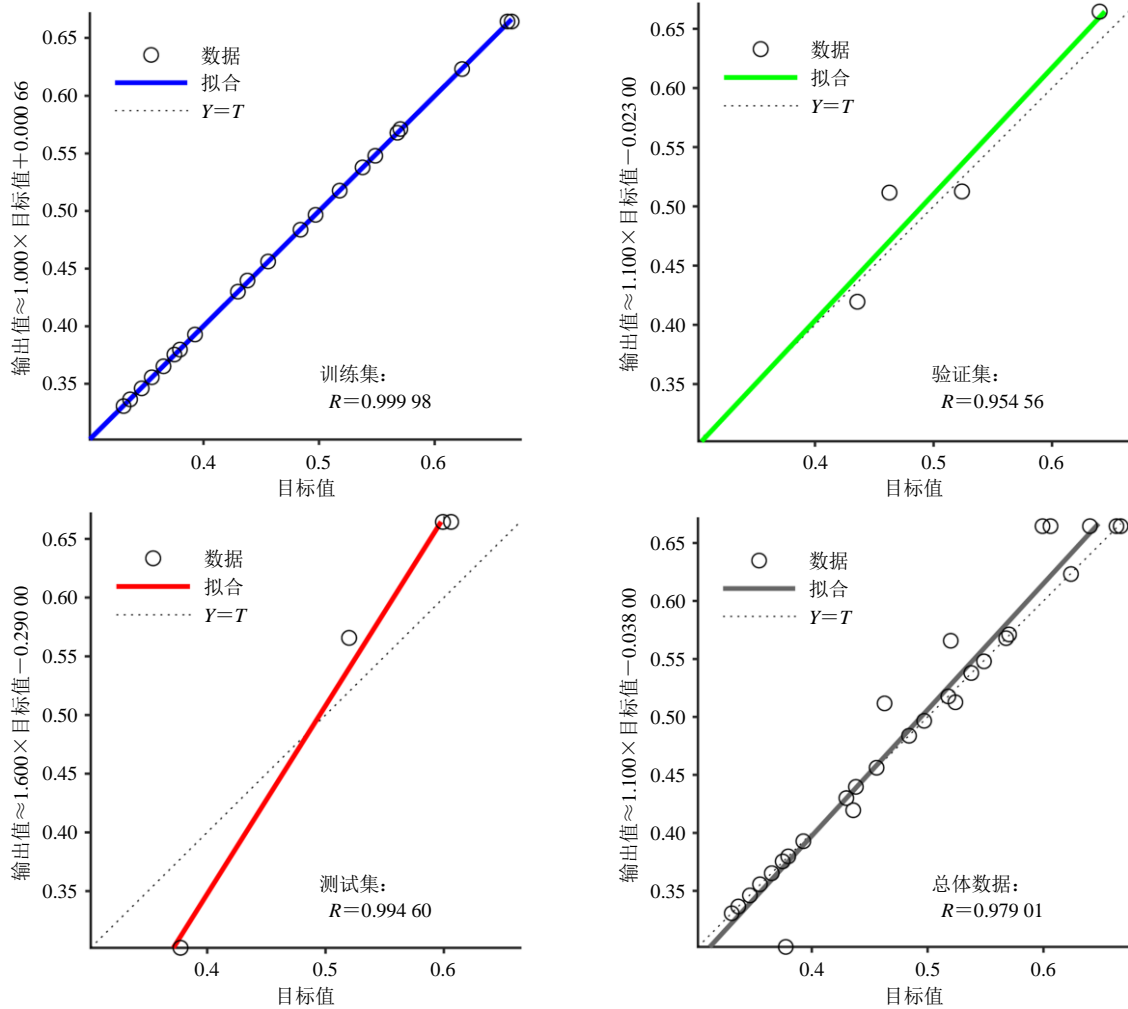 输出值≈1.000×目标值+0.000 66
0.65
0.60
0.55
0.50
0.45
0.40
0.35
数据
拟合
Y=T
训练集：
R=0.999 98
0.4
0.5
0.6
目标值
输出值≈1.100×目标值-0.023 00
0.65
0.60
0.55
0.50
0.45
0.40
0.35
数据
拟合
Y=T
验证集：
R=0.954 56
0.4
0.5
0.6
目标值
输出值≈1.600×目标值-0.290 00
0.65
0.60
0.55
0.50
0.45
0.40
0.35
数据
拟合
Y=T
测试集：
R=0.994 60
0.4
0.5
0.6
目标值
输出值≈1.100×目标值-0.038 00
0.65
0.60
0.55
0.50
0.45
0.40
0.35
数据
拟合
Y=T
总体数据：
R=0.979 01
0.4
0.5
0.6
目标值